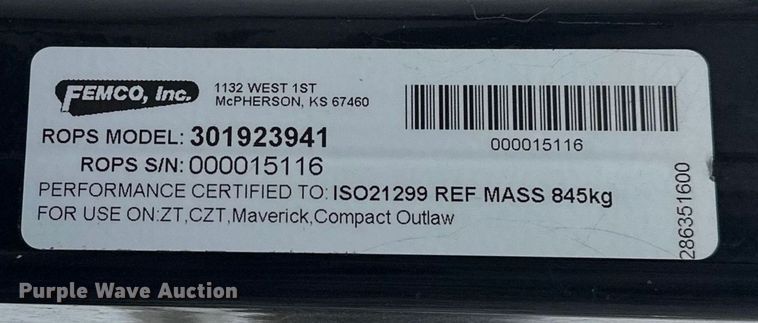 FEMCO, Inc.
1132 WEST 1ST
McPHERSON, KS 67460
ROPS MODEL: 301923941
ROPS S/N: 000015116
000015116
PERFORMANCE CERTIFIED TO: ISO21299 REF MASS 845kg
FOR USE ON:ZT,CZT,Maverick,Compact Outlaw
286351600
Purple Wave Auction